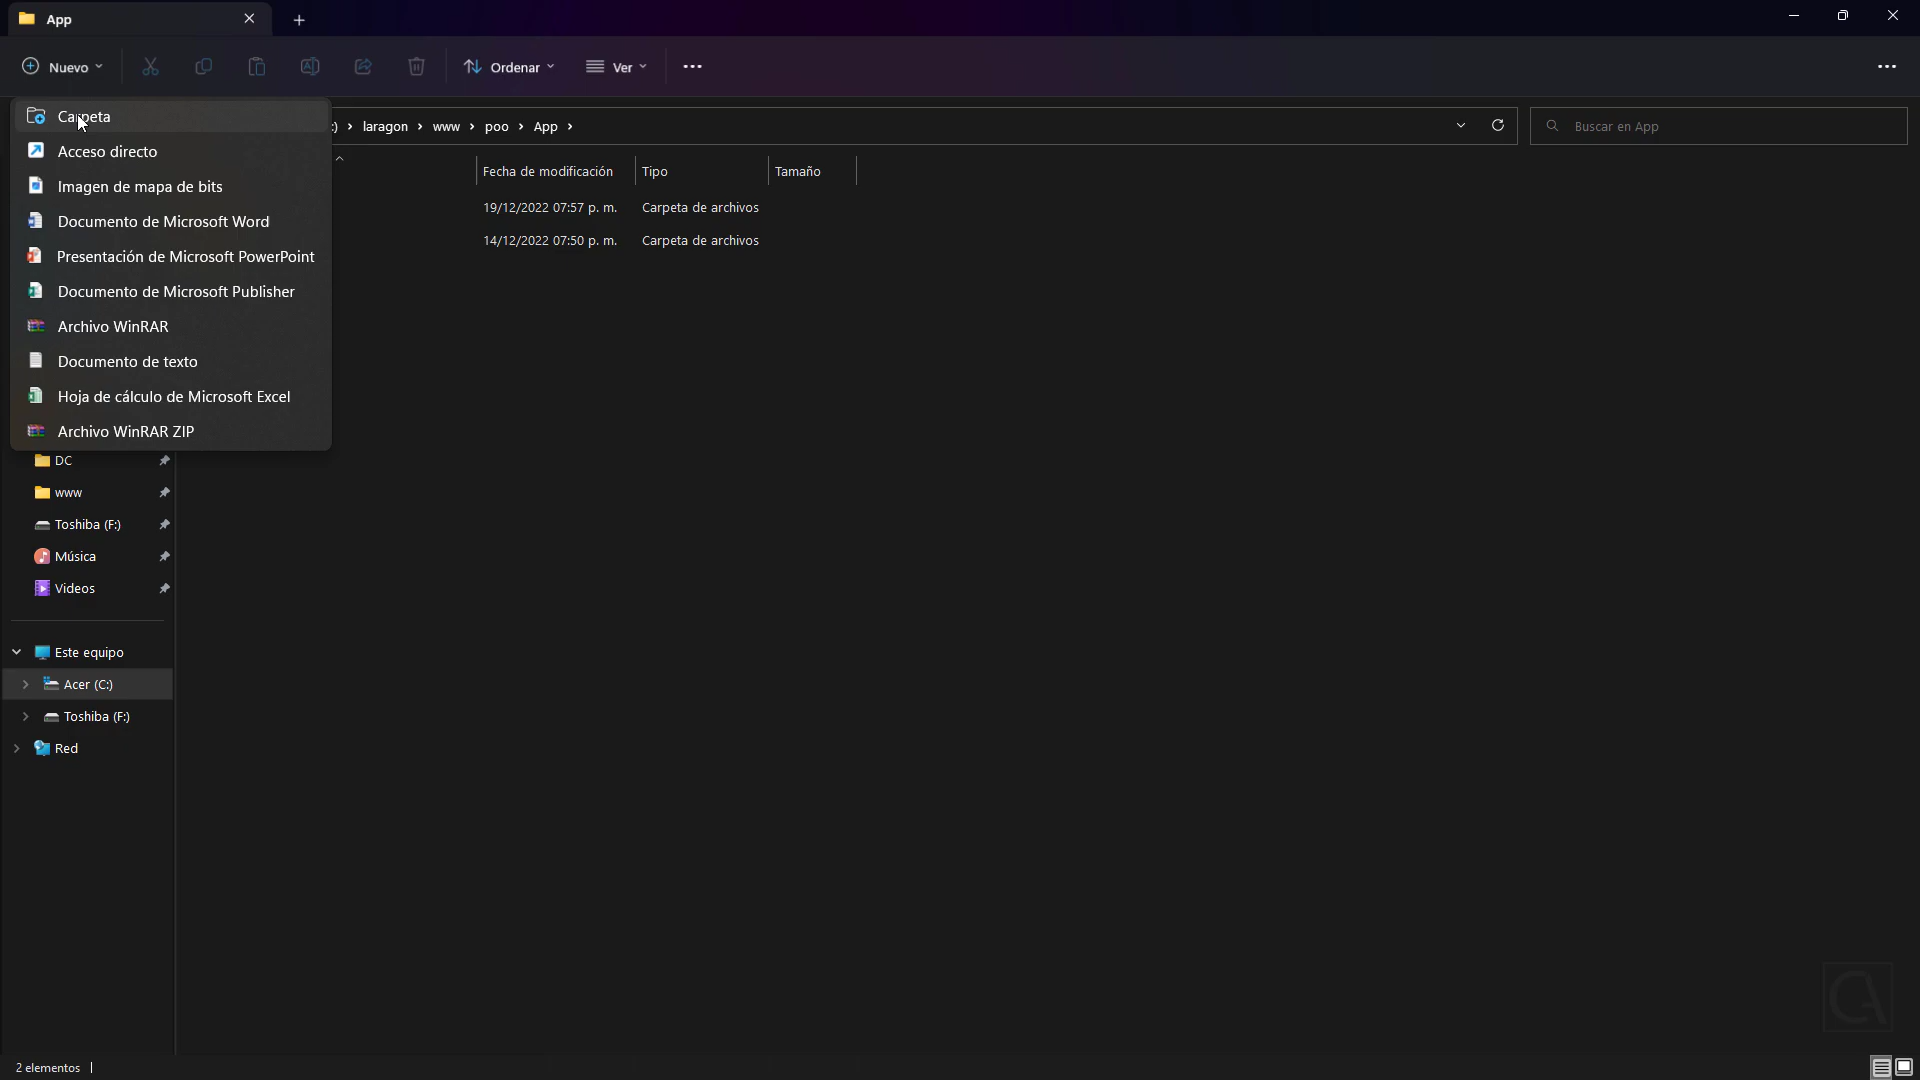 App
Nuevo
Ordenar
Ver
Carpeta
:) › laragon › www › poo › App ›
Buscar en App
Acceso directo
Fecha de modificación Tipo Tamaño
Imagen de mapa de bits
19/12/2022 07:57 p. m. Carpeta de archivos
Documento de Microsoft Word
14/12/2022 07:50 p. m. Carpeta de archivos
Presentación de Microsoft PowerPoint
Documento de Microsoft Publisher
Archivo WinRAR
Documento de texto
Hoja de cálculo de Microsoft Excel
Archivo WinRAR ZIP
DC
www
Toshiba (F:)
Música
Videos
Este equipo
Acer (C:)
Toshiba (F:)
Red
CA
2 elementos